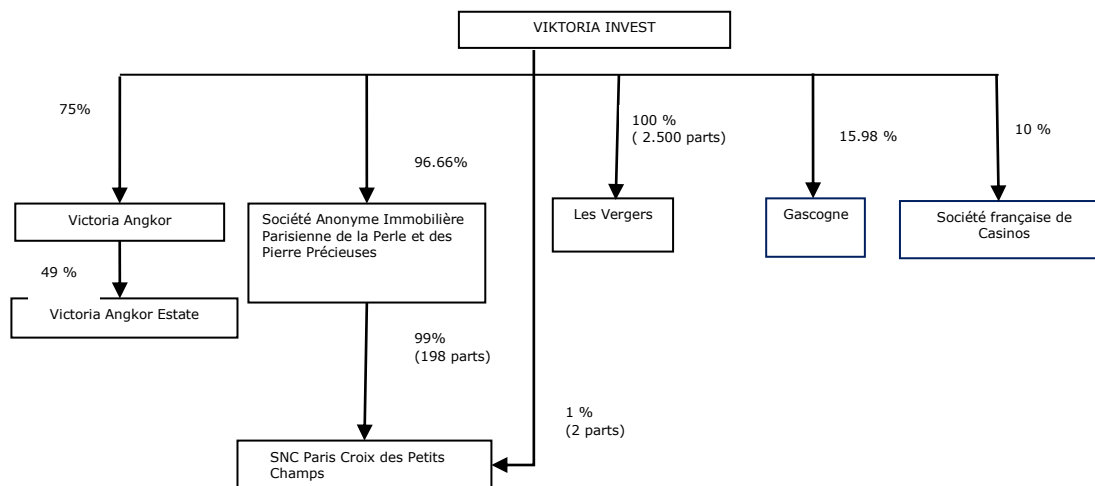 VIKTORIA INVEST
75%
96.66%
100 %
( 2.500 parts)
15.98 %
10 %
Victoria Angkor
Société Anonyme Immobilière
Parisienne de la Perle et des
Pierre Précieuses
Les Vergers
Gascogne
Société française de
Casinos
49 %
Victoria Angkor Estate
99%
(198 parts)
1 %
(2 parts)
SNC Paris Croix des Petits
Champs